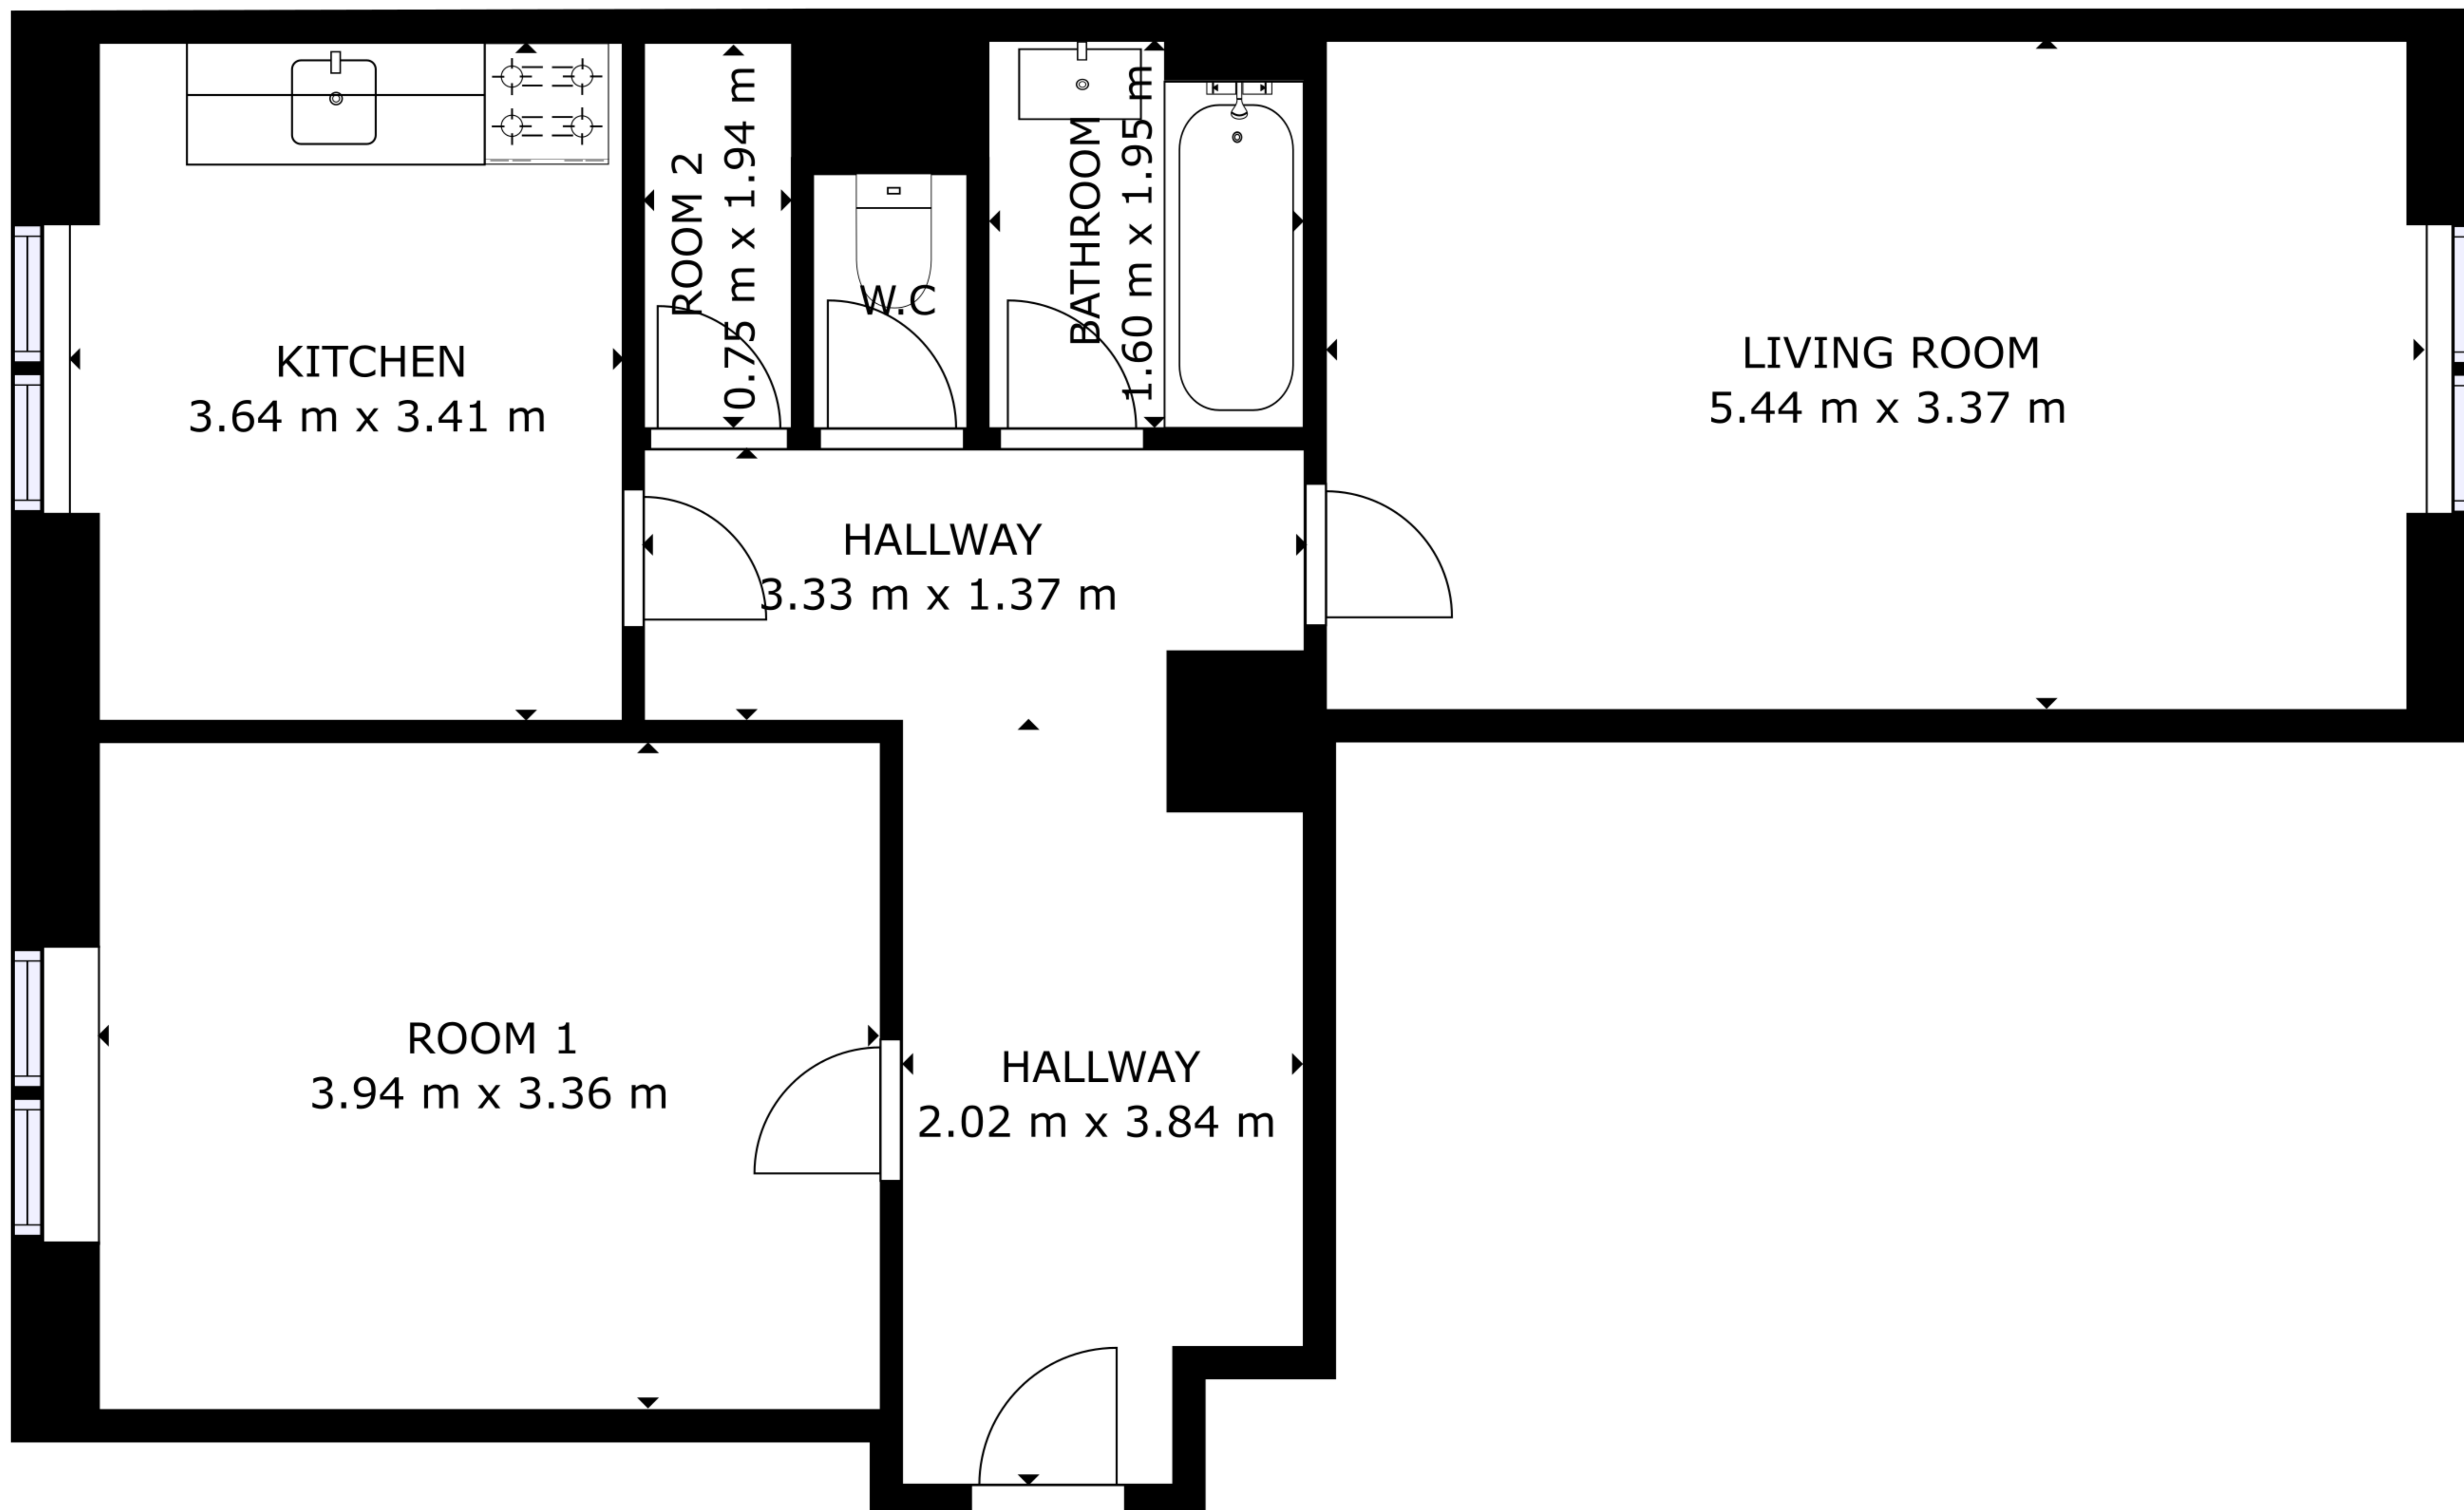 ROOM 2
0.75 m x 1.94 m
BATHROOM
1.60 m x 1.95 m
W.C
KITCHEN
3.64 m x 3.41 m
LIVING ROOM
5.44 m x 3.37 m
HALLWAY
3.33 m x 1.37 m
ROOM 1
3.94 m x 3.36 m
HALLWAY
2.02 m x 3.84 m